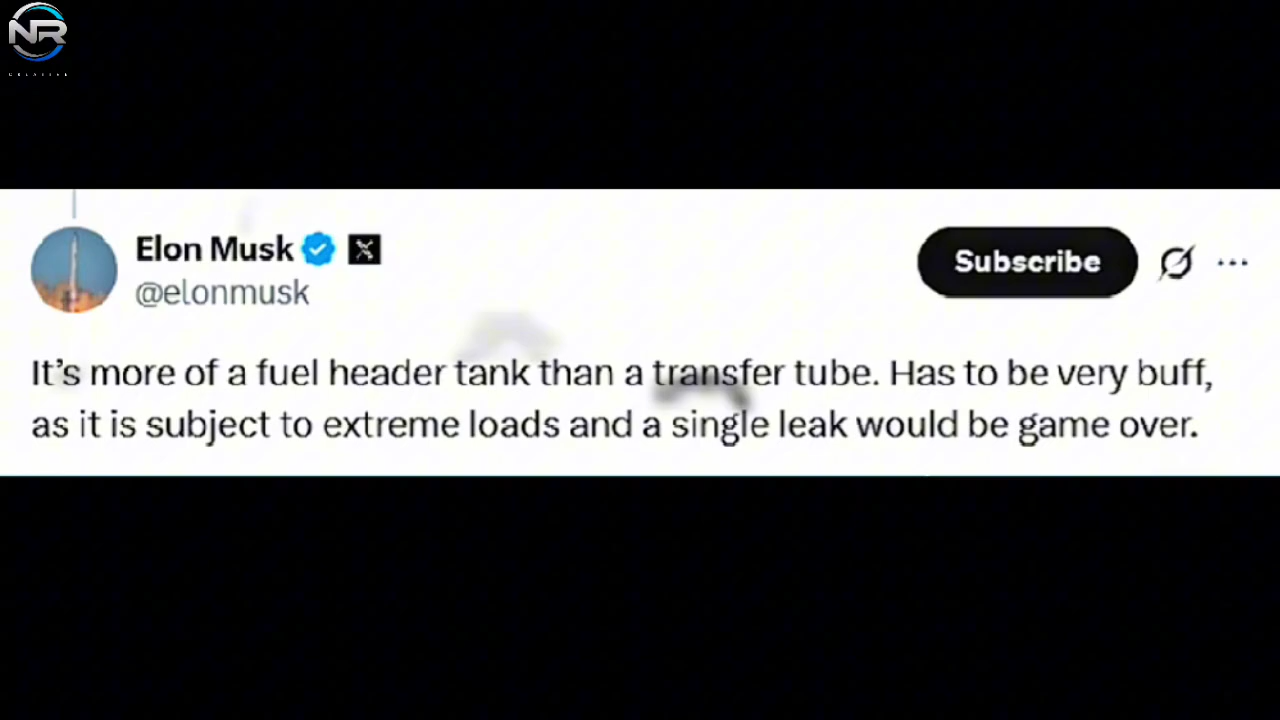 NR
CREATIVE
Elon Musk
@elonmusk
Subscribe
It’s more of a fuel header tank than a transfer tube. Has to be very buff,
as it is subject to extreme loads and a single leak would be game over.